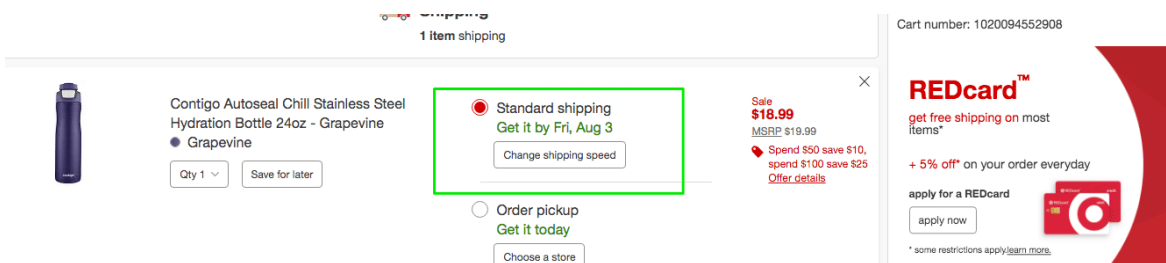 Shipping
1 item shipping
Cart number: 1020094552908
Contigo Autoseal Chill Stainless Steel
Hydration Bottle 24oz - Grapevine
Grapevine
Qty 1
Save for later
Standard shipping
Get it by Fri, Aug 3
Change shipping speed
Order pickup
Get it today
Choose a store
Sale
$18.99
MSRP $19.99
Spend $50 save $10,
spend $100 save $25
Offer details
REDcard™
get free shipping on most
items*
+ 5% off* on your order everyday
apply for a REDcard
apply now
* some restrictions apply.learn more.